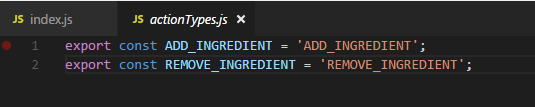 JS index.js JS actionTypes.js ×
1 export const ADD_INGREDIENT = 'ADD_INGREDIENT';
2 export const REMOVE_INGREDIENT = 'REMOVE_INGREDIENT';